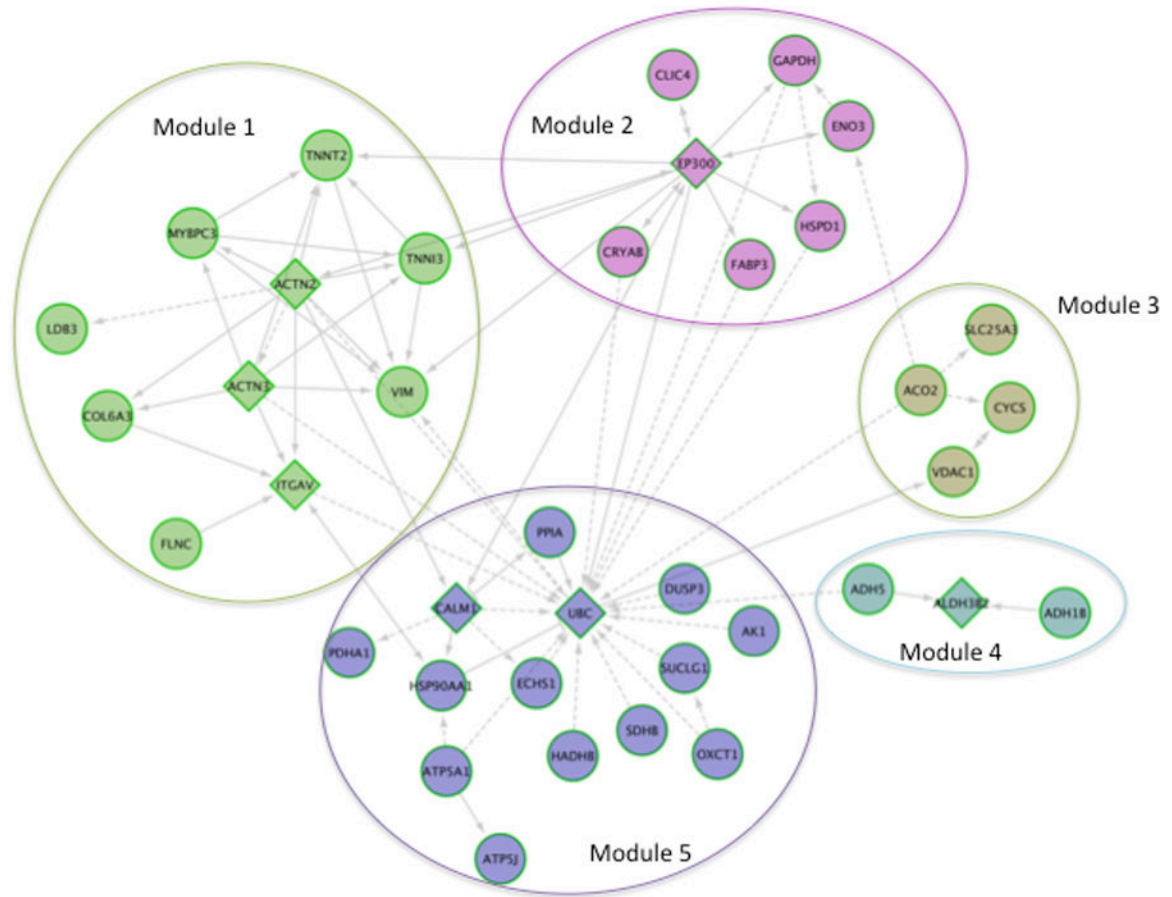 Module 1
TNNT2
MYBPC3
TNNI3
ACTN2
LDB3
ACTN3
VIM
COL6A3
ITGAV
FLNC
Module 2
CLIC4
GAPDH
ENO3
EP300
HSPD1
CRYAB
FABP3
Module 3
SLC25A3
ACO2
CYCS
VDAC1
ADH5
ALDH3B2
ADH1B
Module 4
PPIA
DUSP3
CALM1
UBC
AK1
PDHA1
SUCLG1
HSP90AA1
ECHS1
SDHB
HADHB
OXCT1
ATP5A1
ATP5J
Module 5